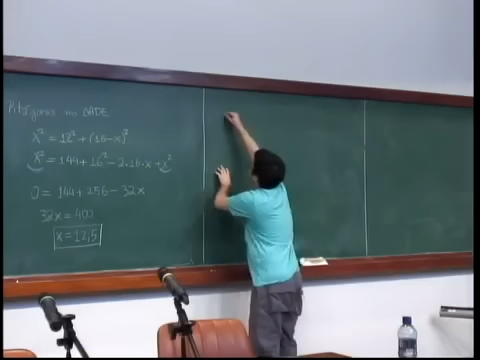 Pitágoras no ΔADE
x² = 12² + (16-x)²
x² = 144 + 16² - 2.16.x + x²
0 = 144 + 256 - 32x
32x = 400
x = 12,5